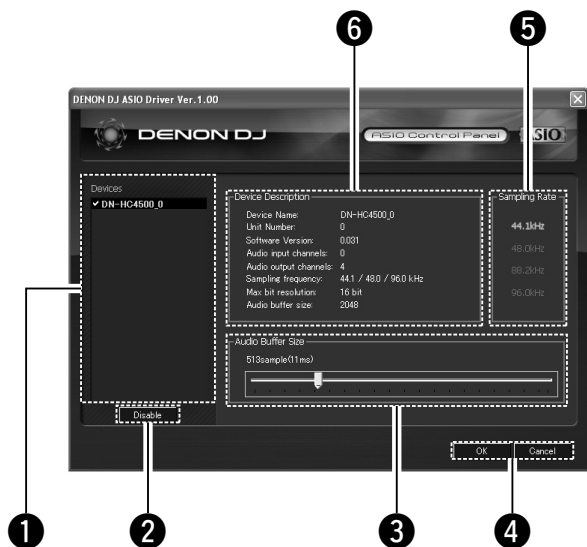 6
5
DENON DJ ASIO Driver Ver.1.00
DENON DJ
ASIO Control Panel
ASIO
Devices
DN-HC4500_0
Disable
Device Description
Device Name: DN-HC4500_0
Unit Number: 0
Software Version: 0.031
Audio input channels: 0
Audio output channels: 4
Sampling frequency: 44.1 / 48.0 / 96.0 kHz
Max bit resolution: 16 bit
Audio buffer size: 2048
Sampling Rate
44.1kHz
48.0kHz
88.2kHz
96.0kHz
Audio Buffer Size
513sample(11ms)
OK
Cancel
1
2
3
4